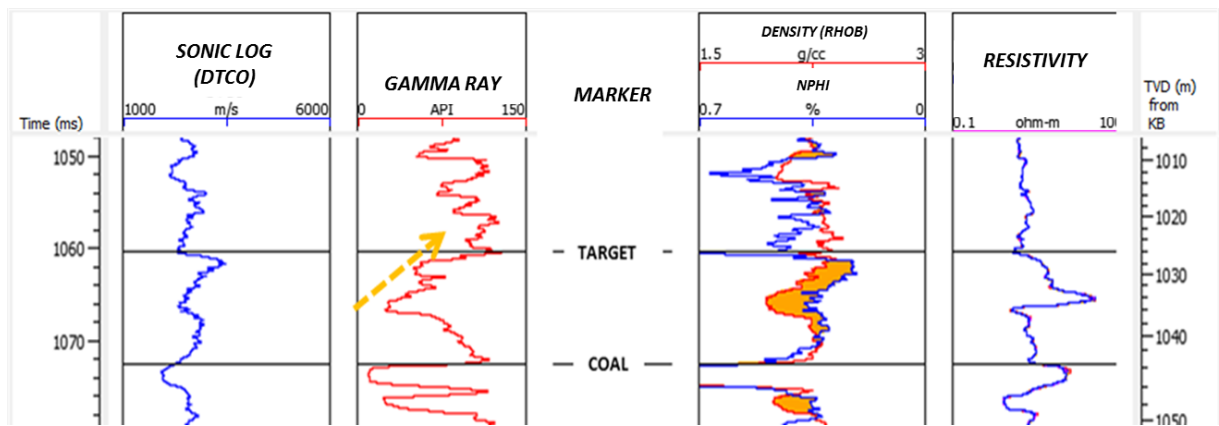 SONIC LOG
(DTCO)
1000 m/s 6000
GAMMA RAY
0 API 150
MARKER
DENSITY (RHOB)
1.5 g/cc 3
NPHI
0.7 % 0
RESISTIVITY
0.1 ohm-m
TVD (m)
from
KB
Time (ms)
1050
1060
1070
TARGET
COAL
1010
1020
1030
1040
1050